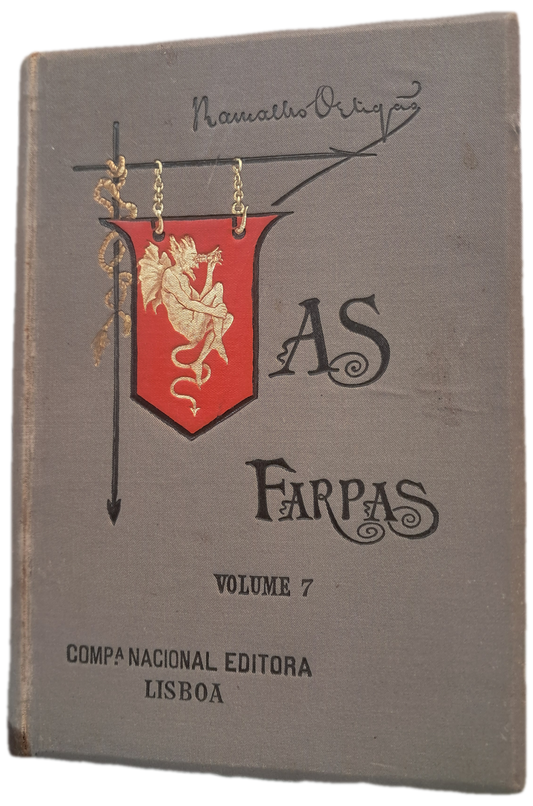 Ramalho Ortigão
AS
FARPAS
VOLUME 7
COMPᴬ NACIONAL EDITORA
LISBOA